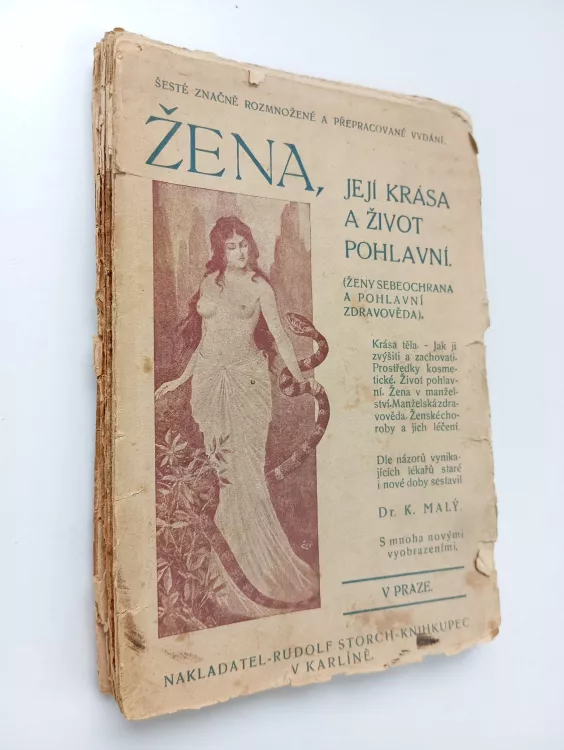 ŠESTÉ ZNAČNĚ ROZMNOŽENÉ A PŘEPRACOVANÉ VYDÁNÍ.
ŽENA,
JEJÍ KRÁSA
A ŽIVOT
POHLAVNÍ.
(ŽENY SEBEOCHRANA
A POHLAVNÍ
ZDRAVOVĚDA).
Krása těla. - Jak ji
zvýšiti a zachovati.
Prostředky kosme-
tické. Život pohlav-
ní. Žena v manžel-
ství. Manželská zdra-
vověda. Ženské cho-
roby a jich léčení.
Dle názorů vynika-
jících lékařů staré
i nové doby sestavil
Dr. K. MALÝ.
S mnoha novými
vyobrazeními.
V PRAZE.
NAKLADATEL-RUDOLF STORCH-KNIHKUPEC
V KARLÍNĚ.